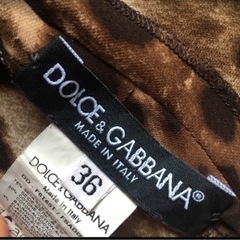 DOLCE & GABBANA
MADE IN ITALY
36
DOLCE & GABBANA